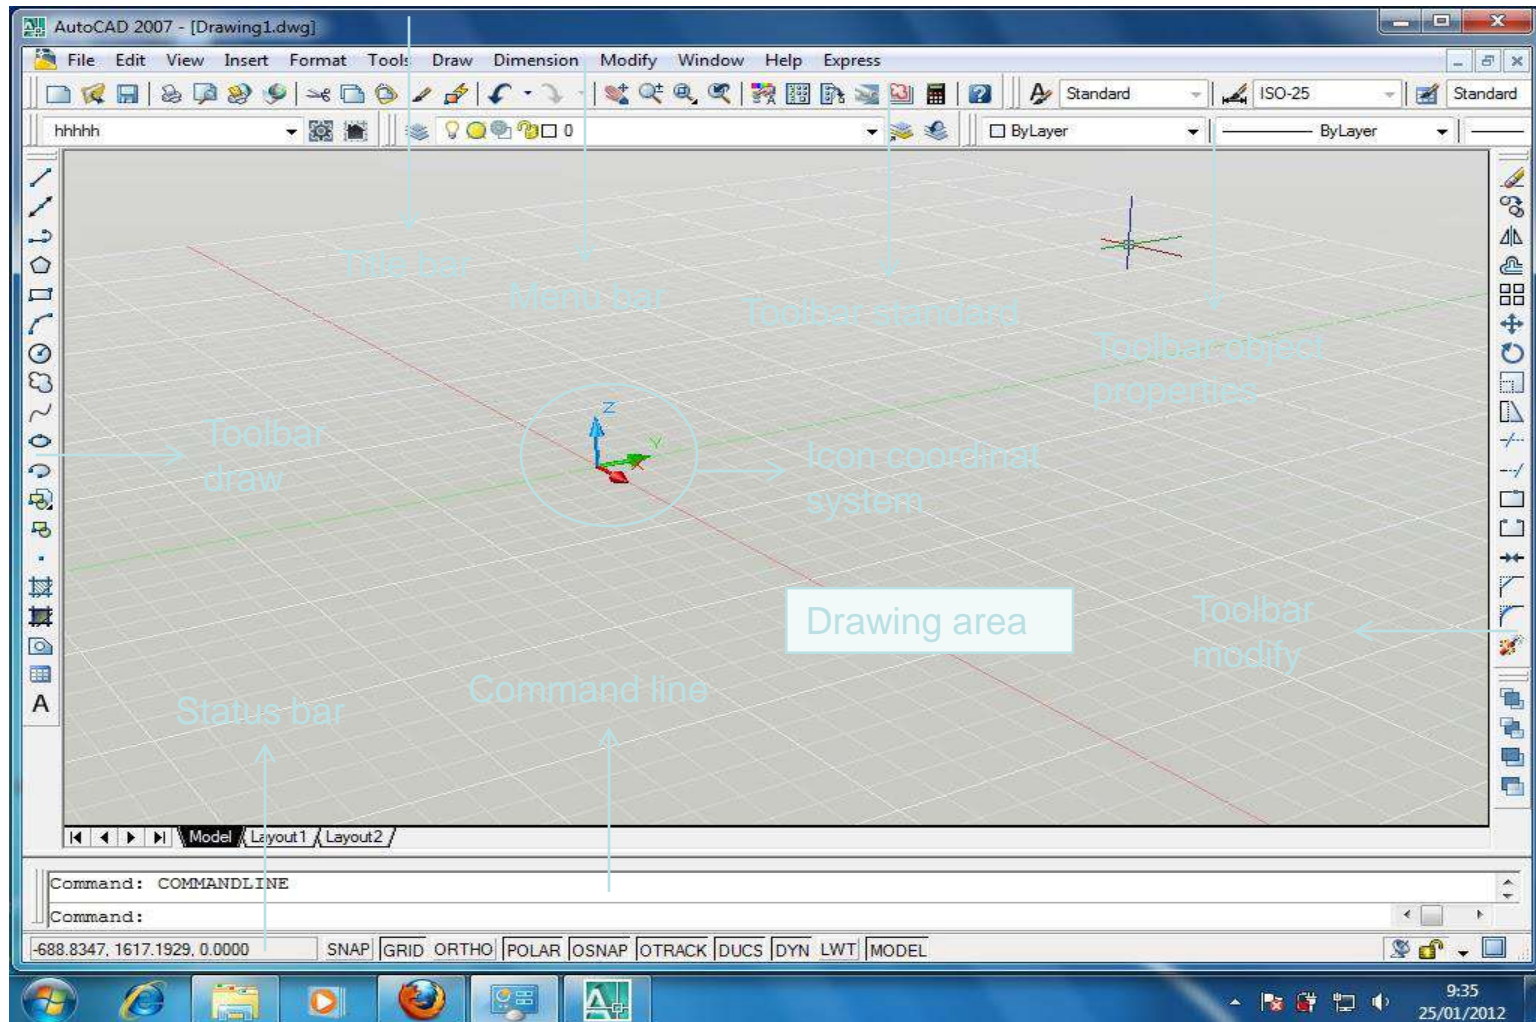 AutoCAD 2007 - [Drawing1.dwg]
File Edit View Insert Format Tools Draw Dimension Modify Window Help Express
Standard ISO-25 Standard
hhhhh 0 ByLayer ByLayer
Title bar
Menu bar
Toolbar standard
Toolbar object
properties
Z
Y
X
Toolbar
draw
Icon coordinat
system
Drawing area
Toolbar
modify
Command line
Status bar
A
Model Layout1 Layout2
Command: COMMANDLINE
Command:
-688.8347, 1617.1929, 0.0000 SNAP GRID ORTHO POLAR OSNAP OTRACK DUCS DYN LWT MODEL
9:35
25/01/2012